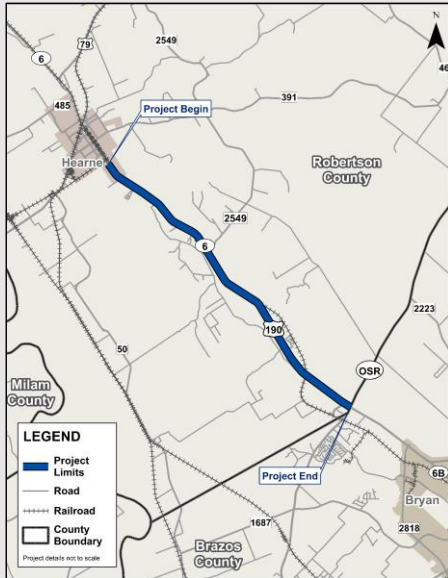 N
6
79
2549
46
485
391
Project Begin
Hearne
Robertson
County
2549
6
2223
190
50
OSR
Milam
County
LEGEND
Project
Limits
Road
Railroad
County
Boundary
Project details not to scale
Project End
6B
Bryan
2818
1687
Brazos
County